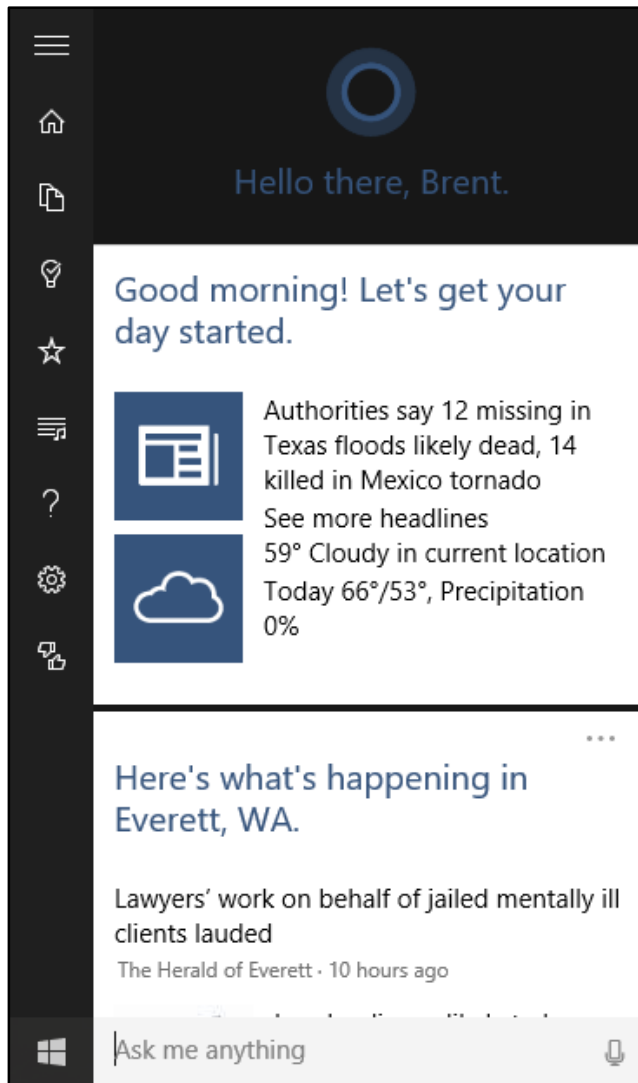 Hello there, Brent.
Good morning! Let's get your
day started.
Authorities say 12 missing in
Texas floods likely dead, 14
killed in Mexico tornado
See more headlines
59° Cloudy in current location
Today 66°/53°, Precipitation
0%
Here's what's happening in
Everett, WA.
Lawyers’ work on behalf of jailed mentally ill
clients lauded
The Herald of Everett · 10 hours ago
Ask me anything